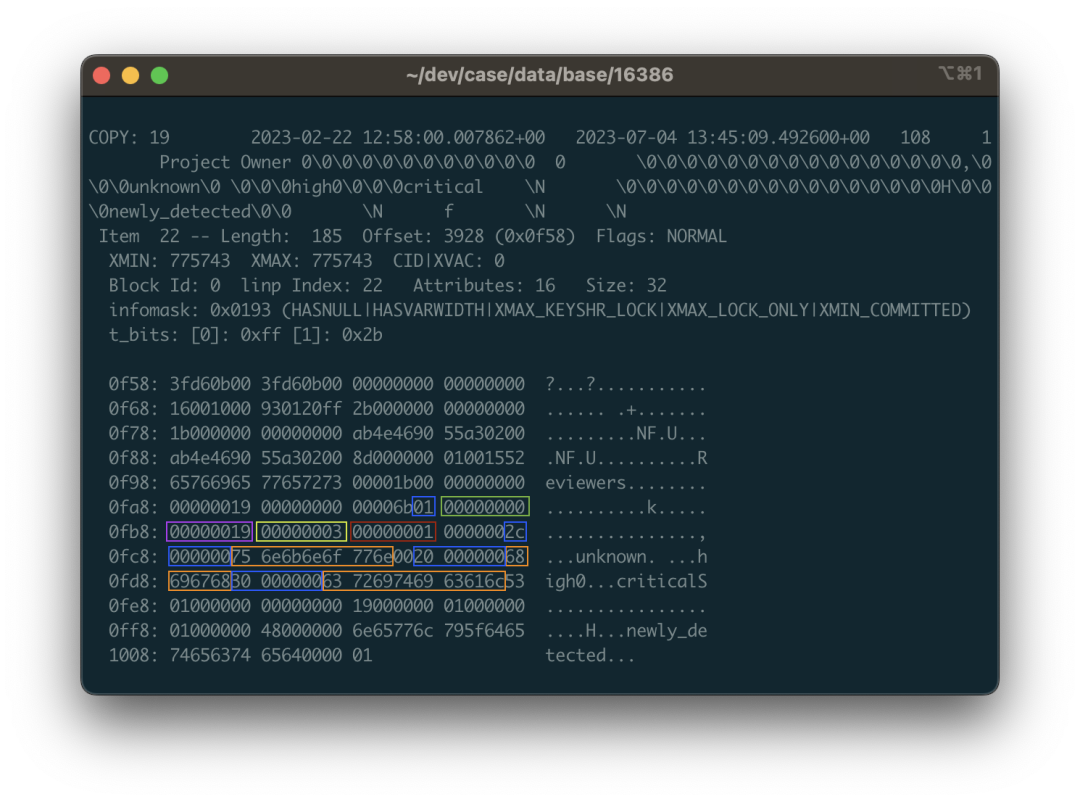 ~/dev/case/data/base/16386
⌥⌘1
COPY: 19 2023-02-22 12:58:00.007862+00 2023-07-04 13:45:09.492600+00 108 1
Project Owner 0\0\0\0\0\0\0\0\0\0\0\0 0 \0\0\0\0\0\0\0\0\0\0\0\0\0\0\0\0,\0
\0\0unknown\0 \0\0\0high0\0\0\0critical \N \0\0\0\0\0\0\0\0\0\0\0\0\0\0\0\0H\0\0
\0newly_detected\0\0 \N f \N \N
Item 22 -- Length: 185 Offset: 3928 (0x0f58) Flags: NORMAL
XMIN: 775743 XMAX: 775743 CID|XVAC: 0
Block Id: 0 linp Index: 22 Attributes: 16 Size: 32
infomask: 0x0193 (HASNULL|HASVARWIDTH|XMAX_KEYSHR_LOCK|XMAX_LOCK_ONLY|XMIN_COMMITTED)
t_bits: [0]: 0xff [1]: 0x2b
0f58: 3fd60b00 3fd60b00 00000000 00000000 ?...?...........
0f68: 16001000 930120ff 2b000000 00000000 ...... .+.......
0f78: 1b000000 00000000 ab4e4690 55a30200 .........NF.U...
0f88: ab4e4690 55a30200 8d000000 01001552 .NF.U..........R
0f98: 65766965 77657273 00001b00 00000000 eviewers........
0fa8: 00000019 00000000 00006b01 00000000 ..........k.....
0fb8: 00000019 00000003 00000001 0000002c ...............,
0fc8: 00000075 6e6b6e6f 776e0020 00000068 ...unknown. ...h
0fd8: 69676830 00000063 72697469 63616c53 igh0...criticalS
0fe8: 01000000 00000000 19000000 01000000 ................
0ff8: 01000000 48000000 6e65776c 795f6465 ....H...newly_de
1008: 74656374 65640000 01 tected...